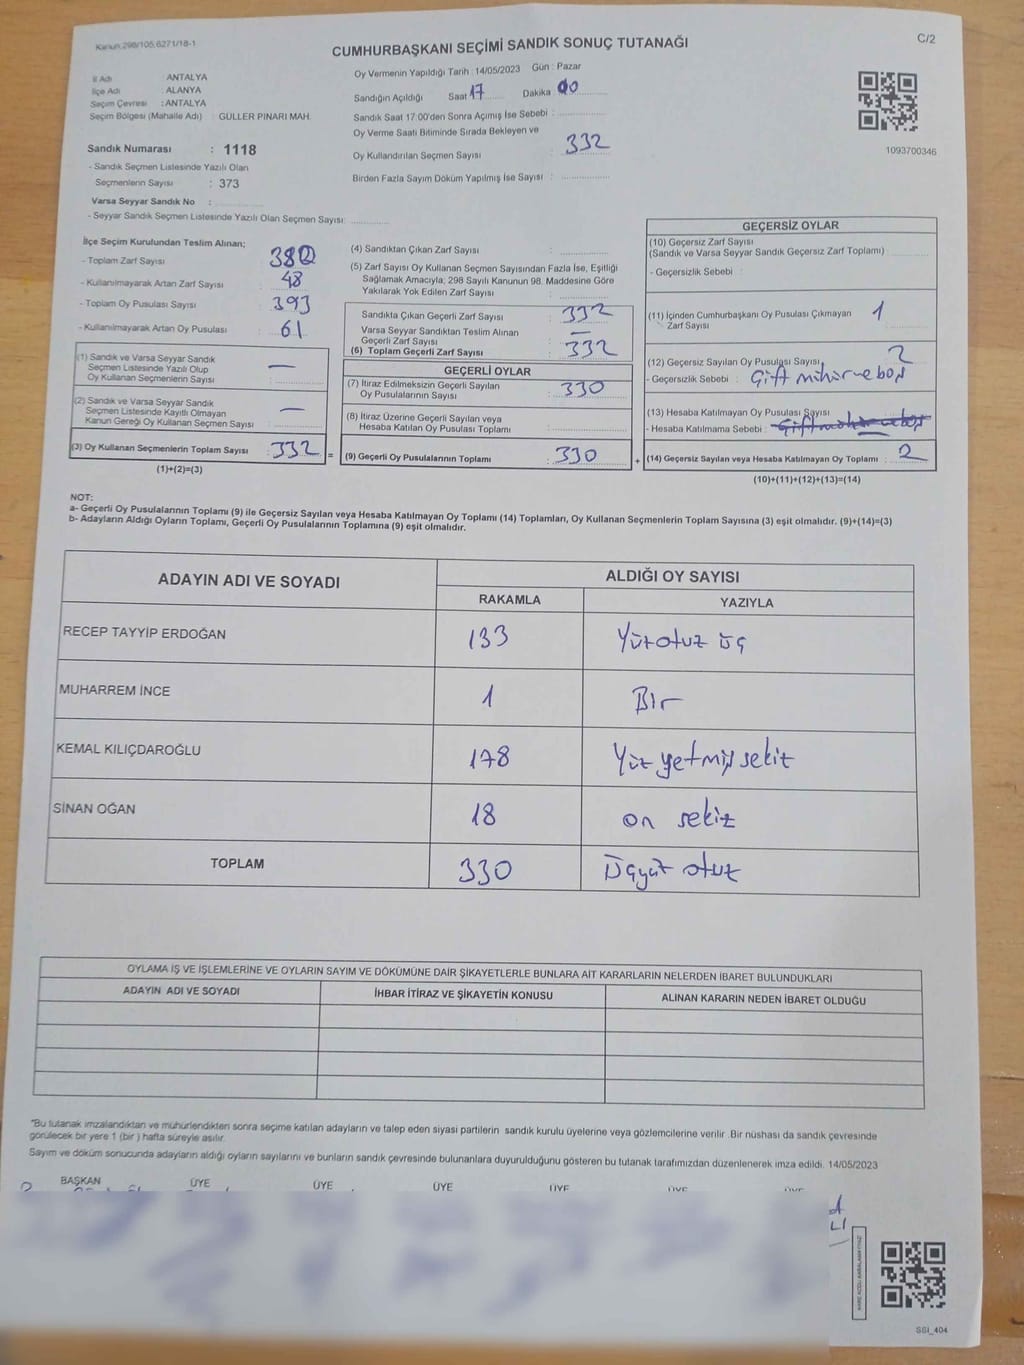 Kanun:298/105,6271/18-1
CUMHURBAŞKANI SEÇİMİ SANDIK SONUÇ TUTANAĞI
C/2
İl Adı : ANTALYA
İlçe Adı : ALANYA
Seçim Çevresi : ANTALYA
Seçim Bölgesi (Mahalle Adı) : GÜLLER PINARI MAH.
Sandık Numarası : 1118
- Sandık Seçmen Listesinde Yazılı Olan
Seçmenlerin Sayısı : 373
Varsa Seyyar Sandık No :
- Seyyar Sandık Seçmen Listesinde Yazılı Olan Seçmen Sayısı:
Oy Vermenin Yapıldığı Tarih : 14/05/2023 Gün : Pazar
Sandığın Açıldığı Saat 17 Dakika 00
Sandık Saat 17:00'den Sonra Açımış İse Sebebi :
Oy Verme Saati Bitiminde Sırada Bekleyen ve
Oy Kullandırılan Seçmen Sayısı : 332
Birden Fazla Sayım Döküm Yapılmış İse Sayısı :
1093700346
İlçe Seçim Kurulundan Teslim Alınan;
- Toplam Zarf Sayısı : 380
- Kullanılmayarak Artan Zarf Sayısı : 48
- Toplam Oy Pusulası Sayısı : 393
- Kullanılmayarak Artan Oy Pusulası : 61
(1) Sandık ve Varsa Seyyar Sandık
Seçmen Listesinde Yazılı Olup
Oy Kullanan Seçmenlerin Sayısı : —
(2) Sandık ve Varsa Seyyar Sandık
Seçmen Listesinde Kayıtlı Olmayan
Kanun Gereği Oy Kullanan Seçmen Sayısı : —
(3) Oy Kullanan Seçmenlerin Toplam Sayısı : 332 =
(1)+(2)=(3)
(4) Sandıktan Çıkan Zarf Sayısı :
(5) Zarf Sayısı Oy Kullanan Seçmen Sayısından Fazla İse, Eşitliği
Sağlamak Amacıyla; 298 Sayılı Kanunun 98. Maddesine Göre
Yakılarak Yok Edilen Zarf Sayısı :
Sandıkta Çıkan Geçerli Zarf Sayısı : 332
Varsa Seyyar Sandıktan Teslim Alınan
Geçerli Zarf Sayısı : —
(6) Toplam Geçerli Zarf Sayısı : 332
GEÇERLİ OYLAR
(7) İtiraz Edilmeksizin Geçerli Sayılan
Oy Pusulalarının Sayısı : 330
(8) İtiraz Üzerine Geçerli Sayılan veya
Hesaba Katılan Oy Pusulası Toplamı :
(9) Geçerli Oy Pusulalarının Toplamı : 330 +
GEÇERSİZ OYLAR
(10) Geçersiz Zarf Sayısı
(Sandık ve Varsa Seyyar Sandık Geçersiz Zarf Toplamı) :
- Geçersizlik Sebebi :
(11) İçinden Cumhurbaşkanı Oy Pusulası Çıkmayan
Zarf Sayısı : 1
(12) Geçersiz Sayılan Oy Pusulası Sayısı : 2
- Geçersizlik Sebebi : Çift mühür ve boş
(13) Hesaba Katılmayan Oy Pusulası Sayısı
- Hesaba Katılmama Sebebi : Çift mühür ve boş
(14) Geçersiz Sayılan veya Hesaba Katılmayan Oy Toplamı : 2
(10)+(11)+(12)+(13)=(14)
NOT:
a- Geçerli Oy Pusulalarının Toplamı (9) ile Geçersiz Sayılan veya Hesaba Katılmayan Oy Toplamı (14) Toplamları, Oy Kullanan Seçmenlerin Toplam Sayısına (3) eşit olmalıdır. (9)+(14)=(3)
b- Adayların Aldığı Oyların Toplamı, Geçerli Oy Pusulalarının Toplamına (9) eşit olmalıdır.
ADAYIN ADI VE SOYADI
ALDIĞI OY SAYISI
RAKAMLA YAZIYLA
RECEP TAYYİP ERDOĞAN 133 Yüzotuz üç
MUHARREM İNCE 1 Bir
KEMAL KILIÇDAROĞLU 178 Yüz yetmiş sekiz
SİNAN OĞAN 18 on sekiz
TOPLAM 330 Üçyüz otuz
OYLAMA İŞ VE İŞLEMLERİNE VE OYLARIN SAYIM VE DÖKÜMÜNE DAİR ŞİKAYETLERLE BUNLARA AİT KARARLARIN NELERDEN İBARET BULUNDUKLARI
ADAYIN ADI VE SOYADI İHBAR İTİRAZ VE ŞİKAYETİN KONUSU ALINAN KARARIN NEDEN İBARET OLDUĞU
"Bu tutanak imzalandıktan ve mühürlendikten sonra seçime katılan adayların ve talep eden siyasi partilerin sandık kurulu üyelerine veya gözlemcilerine verilir. Bir nüshası da sandık çevresinde
görülecek bir yere 1 (bir) hafta süreyle asılır.
Sayım ve döküm sonucunda adayların aldığı oyların sayılarını ve bunların sandık çevresinde bulunanlara duyurulduğunu gösteren bu tutanak tarafımızdan düzenlenerek imza edildi. 14/05/2023
BAŞKAN ÜYE ÜYE ÜYE ÜYE ÜYE ÜYE
SSI_404